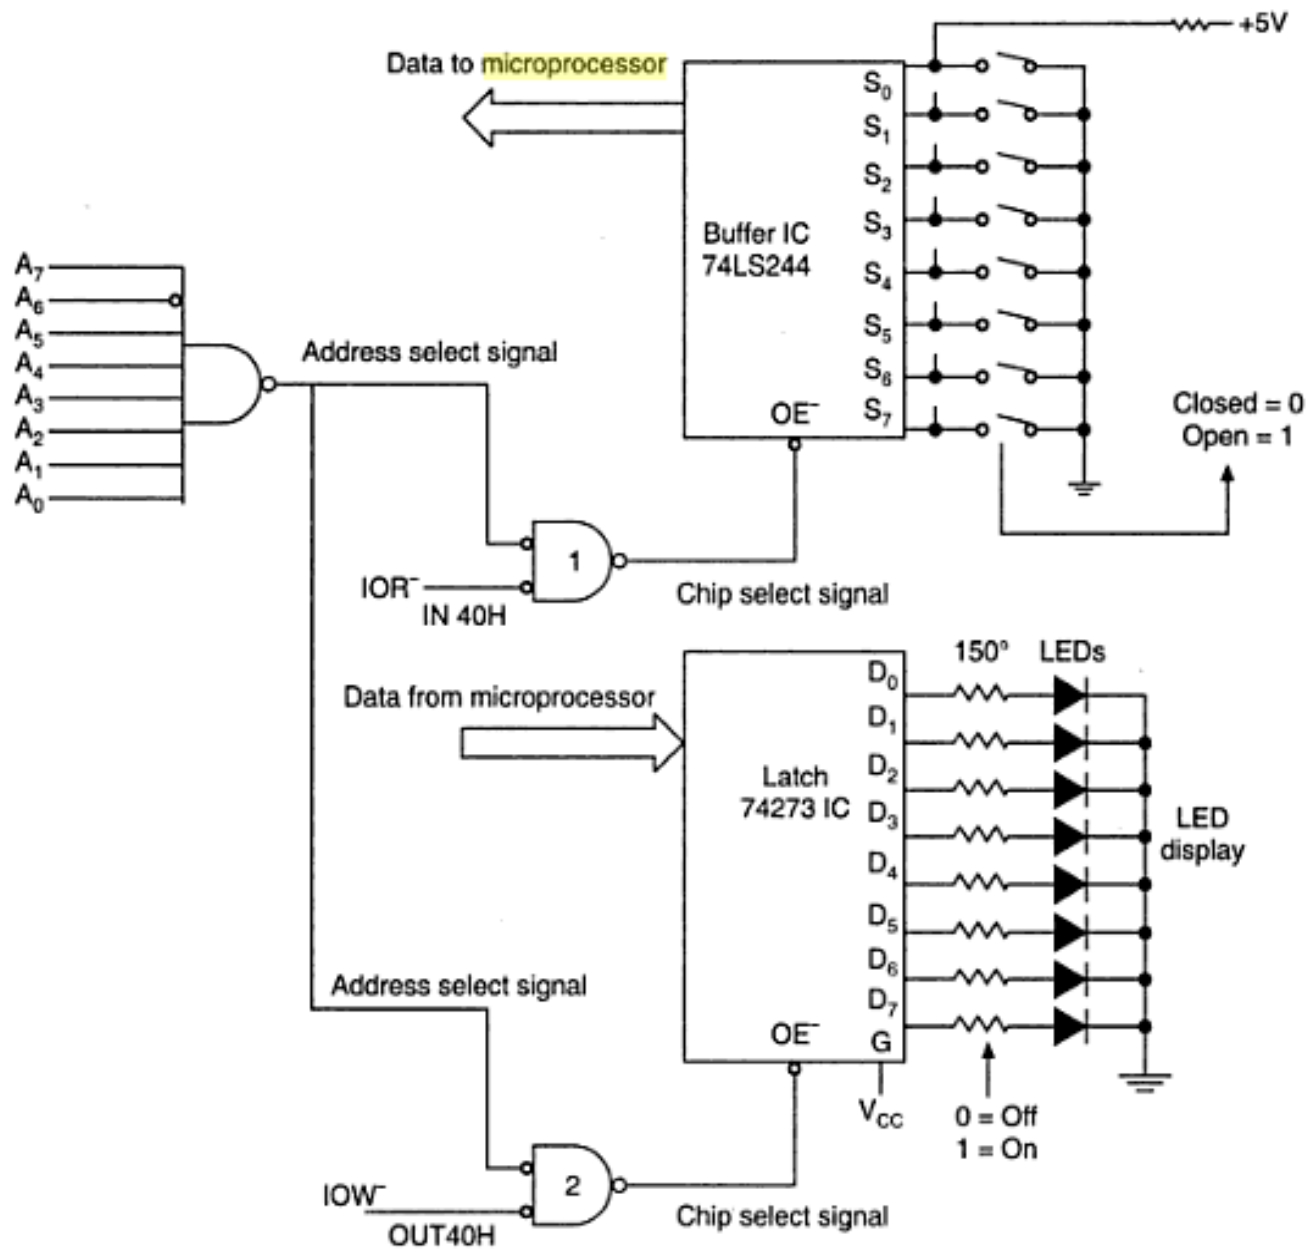 +5V
Data to microprocessor
S0
S1
S2
S3
S4
S5
S6
S7
Buffer IC
74LS244
OE-
A7
A6
A5
A4
A3
A2
A1
A0
Address select signal
Closed = 0
Open = 1
1
IOR-
IN 40H
Chip select signal
150° LEDs
Data from microprocessor
D0
D1
D2
D3
D4
D5
D6
D7
Latch
74273 IC
LED
display
Address select signal
OE-
G
VCC
0 = Off
1 = On
2
IOW-
OUT40H
Chip select signal